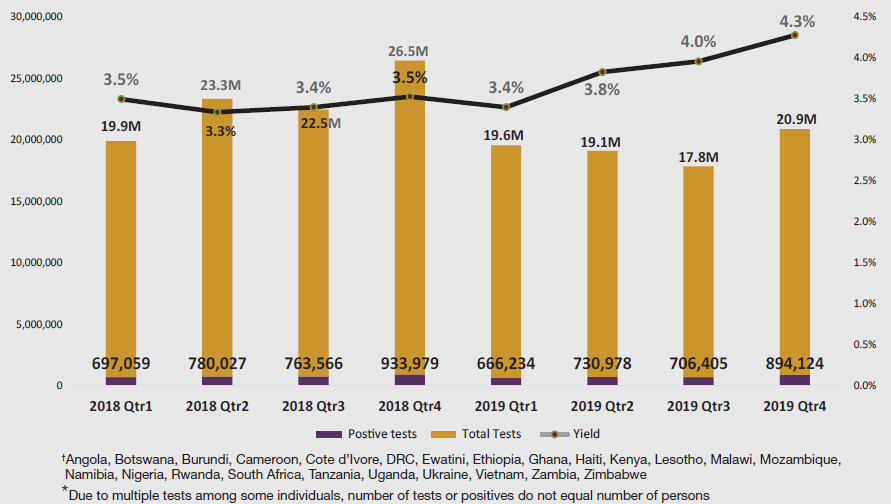 30,000,000
25,000,000
20,000,000
15,000,000
10,000,000
5,000,000
0
4.5%
4.0%
3.5%
3.0%
2.5%
2.0%
1.5%
1.0%
0.5%
0.0%
3.5%
3.3%
3.4%
3.5%
3.4%
3.8%
4.0%
4.3%
19.9M
23.3M
22.5M
26.5M
19.6M
19.1M
17.8M
20.9M
697,059 780,027 763,566 933,979 666,234 730,978 706,405 894,124
2018 Qtr1 2018 Qtr2 2018 Qtr3 2018 Qtr4 2019 Qtr1 2019 Qtr2 2019 Qtr3 2019 Qtr4
Postive tests Total Tests Yield
†Angola, Botswana, Burundi, Cameroon, Cote d'Ivore, DRC, Ewatini, Ethiopia, Ghana, Haiti, Kenya, Lesotho, Malawi, Mozambique,
Namibia, Nigeria, Rwanda, South Africa, Tanzania, Uganda, Ukraine, Vietnam, Zambia, Zimbabwe
*Due to multiple tests among some individuals, number of tests or positives do not equal number of persons